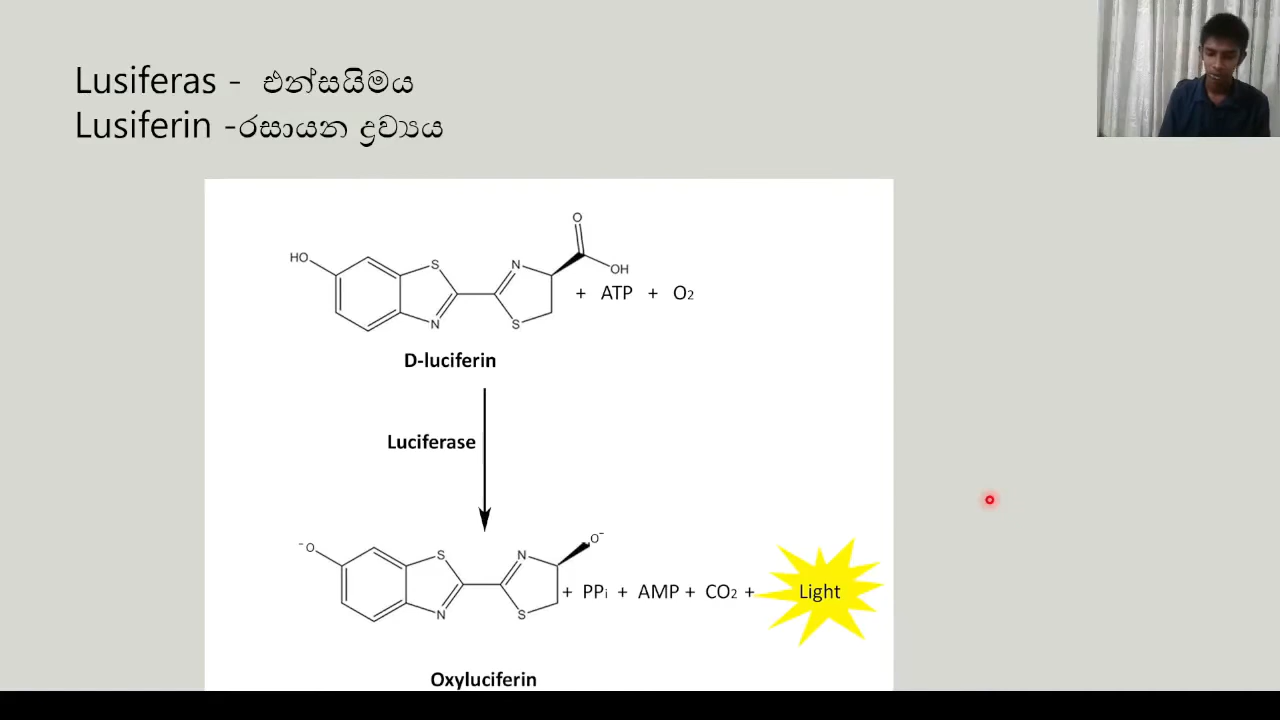 Lusiferas - එන්සයිමය
Lusiferin -රසායන ද්‍රව්‍යය
O
HO
S
N
OH
+ ATP + O2
N
S
D-luciferin
Luciferase
⁻O
S
N
O⁻
+ PPi + AMP + CO2 +
Light
N
S
Oxyluciferin